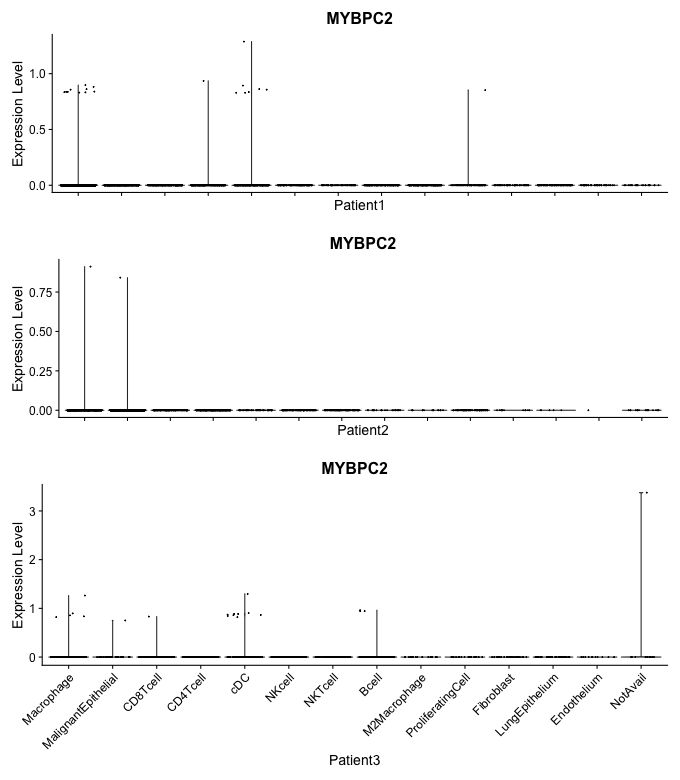 MYBPC2
Expression Level
1.0
0.5
0.0
Patient1
MYBPC2
Expression Level
0.75
0.50
0.25
0.00
Patient2
MYBPC2
Expression Level
3
2
1
0
Macrophage
MalignantEpithelial
CD8Tcell
CD4Tcell
cDC
NKcell
NKTcell
Bcell
M2Macrophage
ProliferatingCell
Fibroblast
LungEpithelium
Endothelium
NotAvail
Patient3